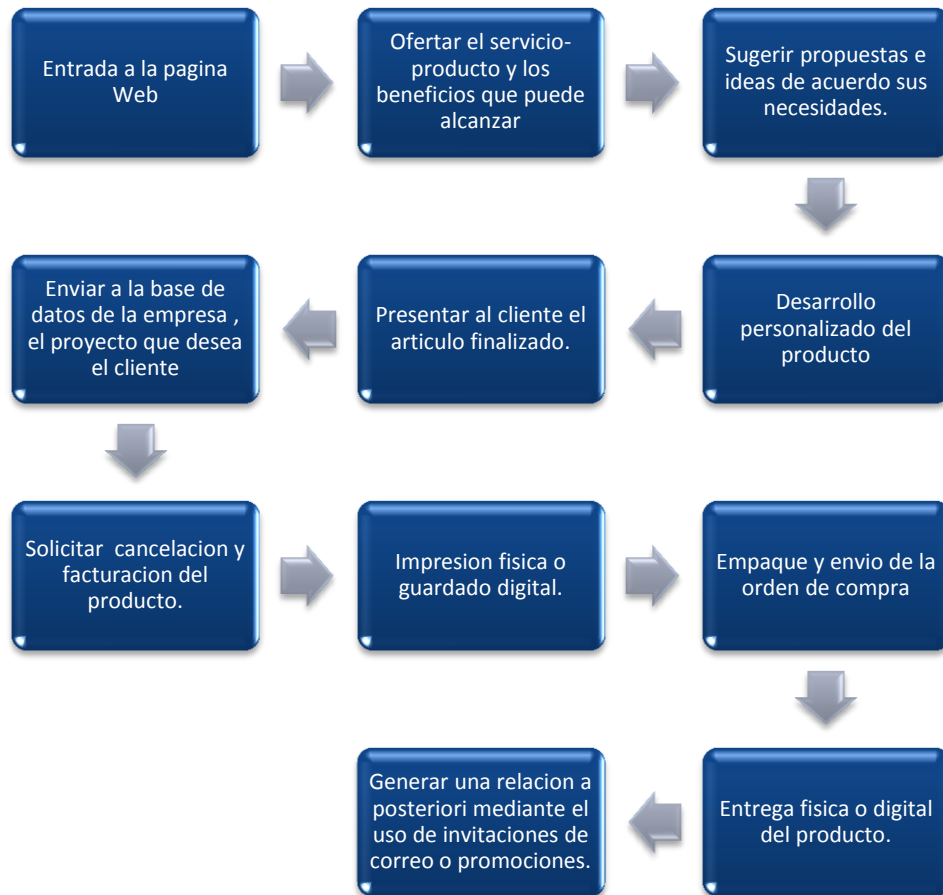 Entrada a la pagina
Web
Ofertar el servicio-
producto y los
beneficios que puede
alcanzar
Sugerir propuestas e
ideas de acuerdo sus
necesidades.
Desarrollo
personalizado del
producto
Presentar al cliente el
articulo finalizado.
Enviar a la base de
datos de la empresa ,
el proyecto que desea
el cliente
Solicitar cancelacion y
facturacion del
producto.
Impresion fisica o
guardado digital.
Empaque y envio de la
orden de compra
Entrega fisica o digital
del producto.
Generar una relacion a
posteriori mediante el
uso de invitaciones de
correo o promociones.